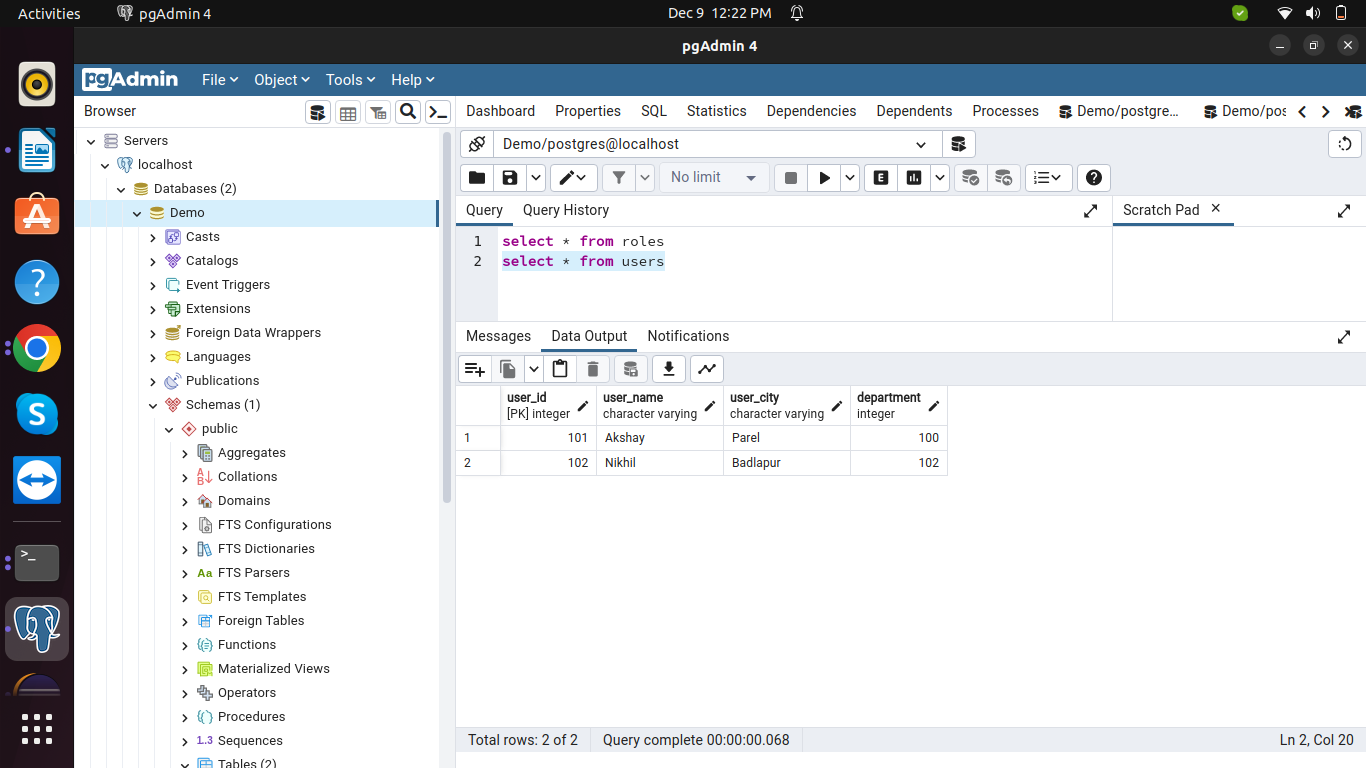 Activities pgAdmin 4 Dec 9 12:22 PM
pgAdmin 4
pgAdmin File Object Tools Help
Browser >_ Dashboard Properties SQL Statistics Dependencies Dependents Processes Demo/postgre... Demo/pos
Servers
localhost
Databases (2)
Demo
Casts
Catalogs
Event Triggers
Extensions
Foreign Data Wrappers
Languages
Publications
Schemas (1)
public
Aggregates
Collations
Domains
FTS Configurations
FTS Dictionaries
Aa FTS Parsers
FTS Templates
Foreign Tables
Functions
Materialized Views
Operators
Procedures
1..3 Sequences
Tables (2)
Demo/postgres@localhost
No limit E
Query Query History Scratch Pad
1 select * from roles
2 select * from users
Messages Data Output Notifications
user_id user_name user_city department
[PK] integer character varying character varying integer
1 101 Akshay Parel 100
2 102 Nikhil Badlapur 102
Total rows: 2 of 2 Query complete 00:00:00.068 Ln 2, Col 20